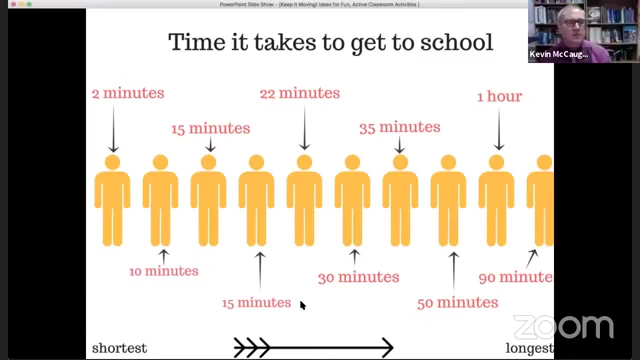 PowerPoint Slide Show - [Keep It Moving! Ideas for Fun, Active Classroom Activities ]
Time it takes to get to school
Kevin McCaug...
2 minutes
22 minutes
1 hour
15 minutes
35 minutes
10 minutes
30 minutes
90 minute
15 minutes
50 minutes
shortest
longest
zoom